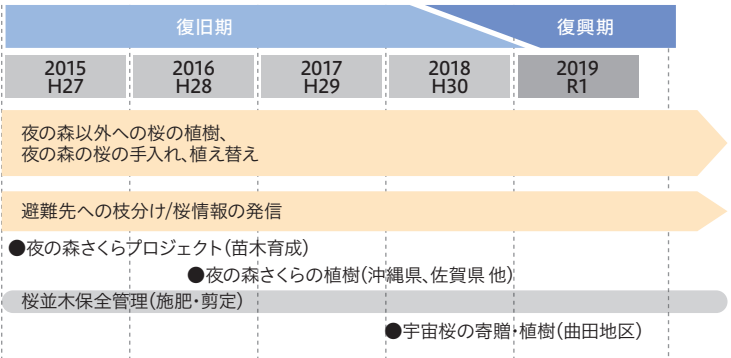 復旧期
復興期
2015
H27
2016
H28
2017
H29
2018
H30
2019
R1
夜の森以外への桜の植樹、
夜の森の桜の手入れ、植え替え
避難先への枝分け/桜情報の発信
●夜の森さくらプロジェクト(苗木育成)
●夜の森さくらの植樹(沖縄県、佐賀県 他)
桜並木保全管理(施肥・剪定)
●宇宙桜の寄贈・植樹(曲田地区)